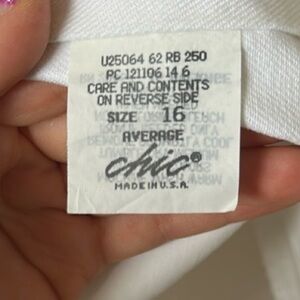 U25064 62 RB 250
PC 121106 14 6
CARE AND CONTENTS
ON REVERSE SIDE
SIZE 16
AVERAGE
chic®
MADE IN U.S.A.